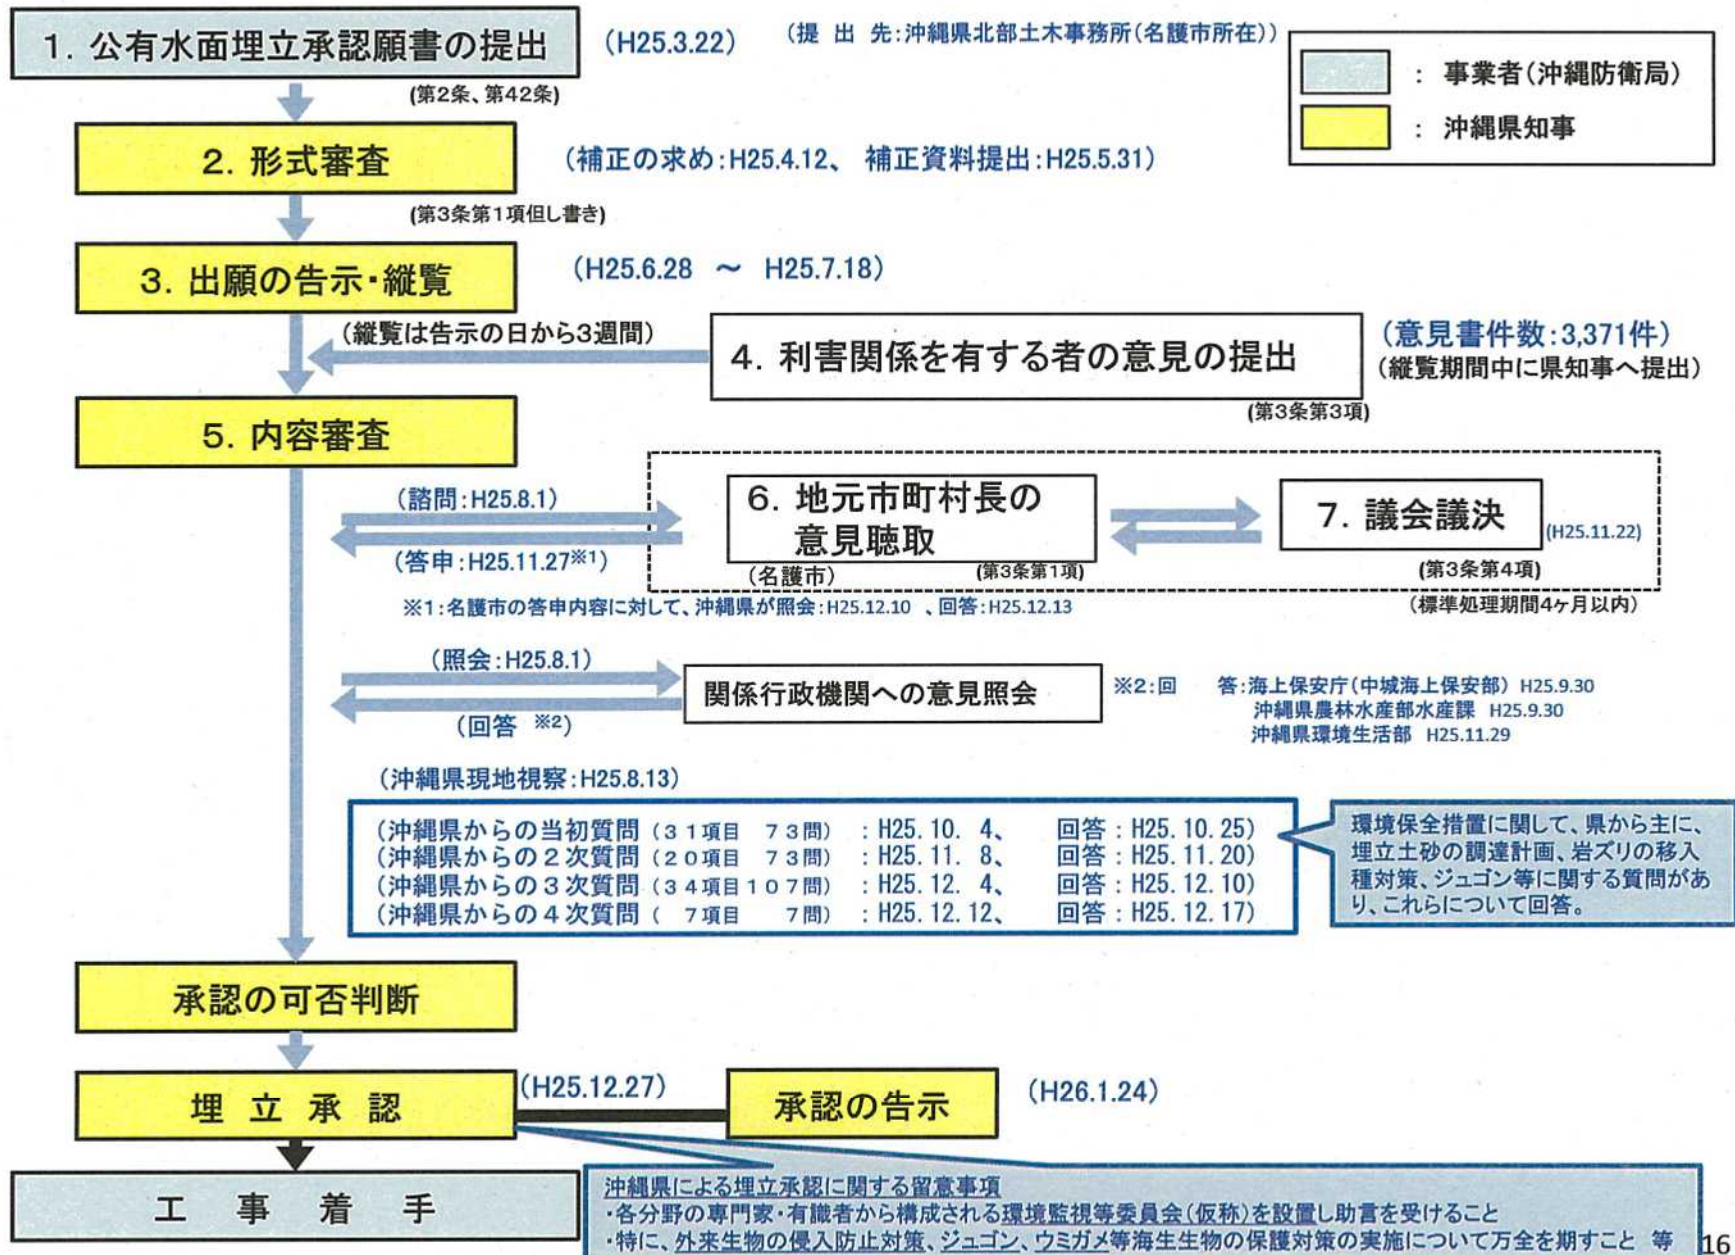 1. 公有水面埋立承認願書の提出
(H25.3.22)
(提 出 先:沖縄県北部土木事務所(名護市所在))
: 事業者(沖縄防衛局)
: 沖縄県知事
(第2条、第42条)
2. 形式審査
(補正の求め:H25.4.12、 補正資料提出:H25.5.31)
(第3条第1項但し書き)
3. 出願の告示・縦覧
(H25.6.28 ～ H25.7.18)
(縦覧は告示の日から3週間)
4. 利害関係を有する者の意見の提出
(意見書件数:3,371件)
(縦覧期間中に県知事へ提出)
(第3条第3項)
5. 内容審査
(諮問:H25.8.1)
(答申:H25.11.27※1)
6. 地元市町村長の
意見聴取
(名護市)
(第3条第1項)
7. 議会議決
(H25.11.22)
(第3条第4項)
(標準処理期間4ヶ月以内)
※1:名護市の答申内容に対して、沖縄県が照会:H25.12.10 、回答:H25.12.13
(照会:H25.8.1)
(回答 ※2)
関係行政機関への意見照会
※2:回 答:海上保安庁(中城海上保安部) H25.9.30
沖縄県農林水産部水産課 H25.9.30
沖縄県環境生活部 H25.11.29
(沖縄県現地視察:H25.8.13)
(沖縄県からの当初質問(31項目 73問) :H25.10. 4、 回答:H25.10.25)
(沖縄県からの2次質問(20項目 73問) :H25.11. 8、 回答:H25.11.20)
(沖縄県からの3次質問(34項目107問) :H25.12. 4、 回答:H25.12.10)
(沖縄県からの4次質問( 7項目 7問) :H25.12.12、 回答:H25.12.17)
環境保全措置に関して、県から主に、
埋立土砂の調達計画、岩ズリの移入
種対策、ジュゴン等に関する質問があ
り、これらについて回答。
承認の可否判断
埋 立 承 認
(H25.12.27)
承認の告示
(H26.1.24)
工 事 着 手
沖縄県による埋立承認に関する留意事項
・各分野の専門家・有識者から構成される環境監視等委員会(仮称)を設置し助言を受けること
・特に、外来生物の侵入防止対策、ジュゴン、ウミガメ等海生生物の保護対策の実施について万全を期すこと 等
16